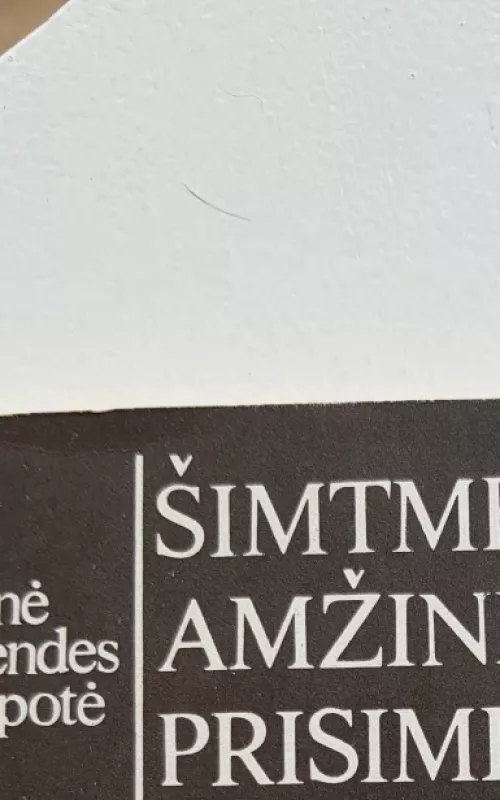 nė
endes
potė
ŠIMTM
AMŽIN
PRISIM